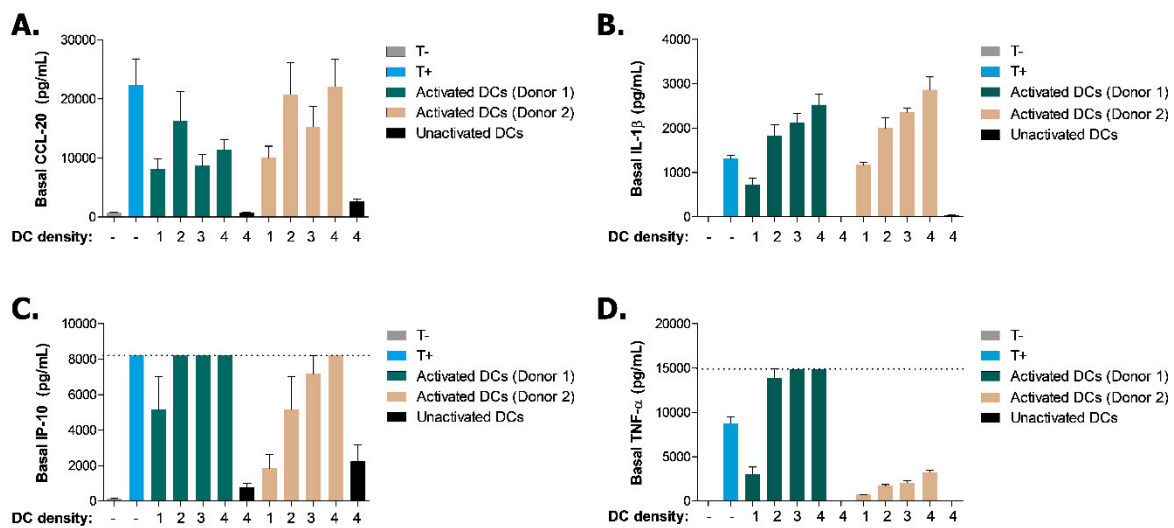 A.
Basal CCL-20 (pg/mL)
30000
20000
10000
0
DC density: - - 1 2 3 4 4 1 2 3 4 4
T-
T+
Activated DCs (Donor 1)
Activated DCs (Donor 2)
Unactivated DCs
B.
Basal IL-1β (pg/mL)
4000
3000
2000
1000
0
DC density: - - 1 2 3 4 4 1 2 3 4 4
T-
T+
Activated DCs (Donor 1)
Activated DCs (Donor 2)
Unactivated DCs
C.
Basal IP-10 (pg/mL)
10000
8000
6000
4000
2000
0
DC density: - - 1 2 3 4 4 1 2 3 4 4
T-
T+
Activated DCs (Donor 1)
Activated DCs (Donor 2)
Unactivated DCs
D.
Basal TNF-α (pg/mL)
20000
15000
10000
5000
0
DC density: - - 1 2 3 4 4 1 2 3 4 4
T-
T+
Activated DCs (Donor 1)
Activated DCs (Donor 2)
Unactivated DCs